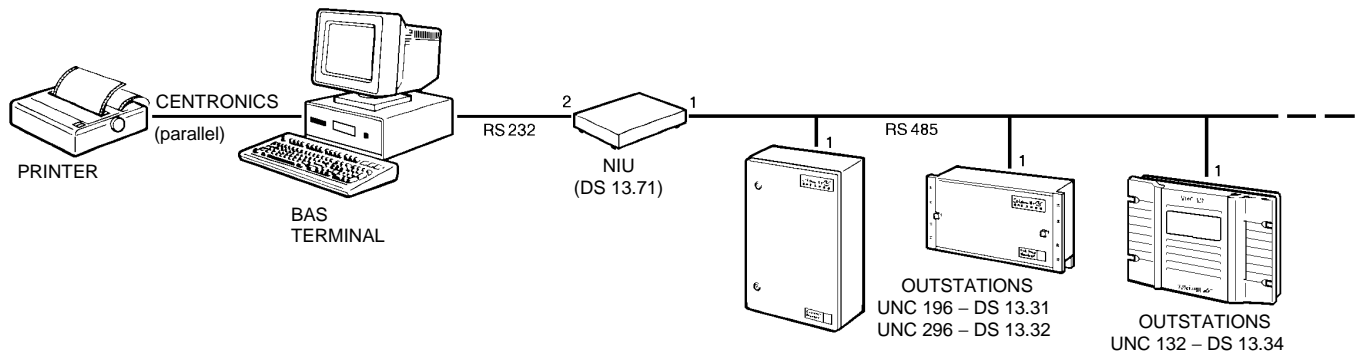 CENTRONICS
(parallel)
PRINTER
BAS
TERMINAL
RS 232
2
1
NIU
(DS 13.71)
RS 485
1
1
1
OUTSTATIONS
UNC 196 – DS 13.31
UNC 296 – DS 13.32
OUTSTATIONS
UNC 132 – DS 13.34